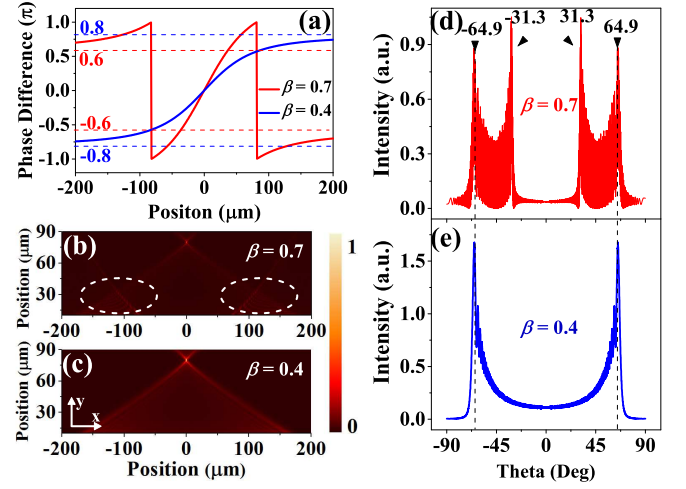 (a)
Phase Difference (π)
1.0
0.5
0.0
-0.5
-1.0
0.8
0.6
-0.6
-0.8
β = 0.7
β = 0.4
-200 -100 0 100 200
Positon (μm)
(b)
β = 0.7
Position (μm)
90
60
30
-200 -100 0 100 200
(c)
β = 0.4
Position (μm)
90
60
30
0
y
x
-200 -100 0 100 200
Position (μm)
1
0
(d)
-64.9 -31.3 31.3 64.9
β = 0.7
Intensity (a.u.)
0.9
0.6
0.3
0.0
(e)
β = 0.4
Intensity (a.u.)
1.5
1.0
0.5
0.0
-90 -45 0 45 90
Theta (Deg)